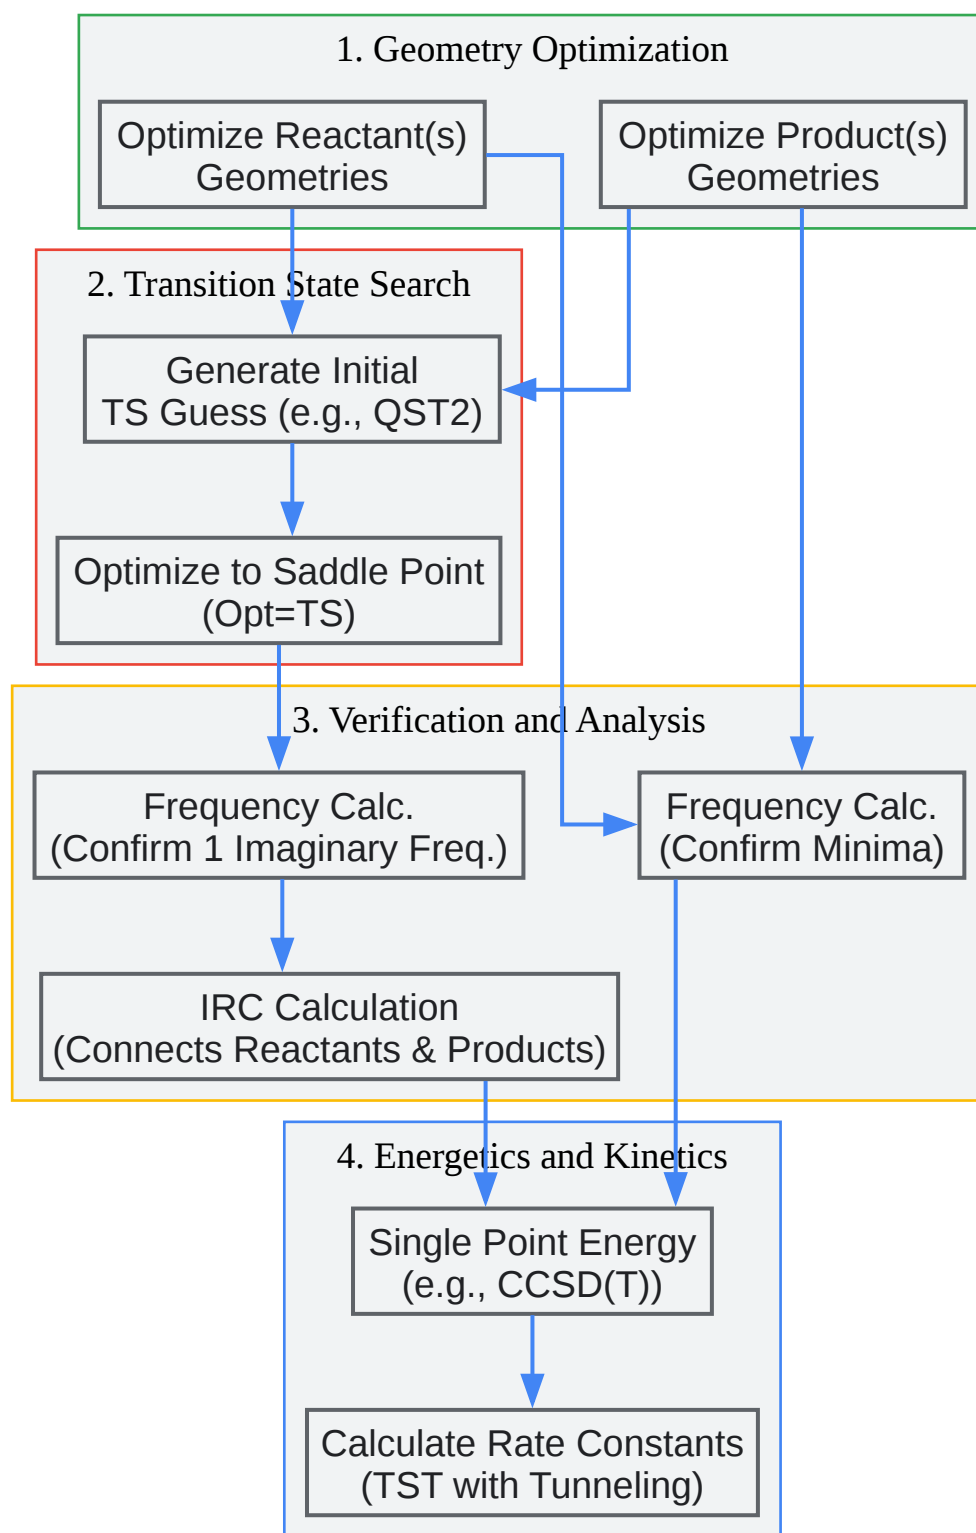 1. Geometry Optimization
Optimize Reactant(s)
Geometries
Optimize Product(s)
Geometries
2. Transition State Search
Generate Initial
TS Guess (e.g., QST2)
Optimize to Saddle Point
(Opt=TS)
3. Verification and Analysis
Frequency Calc.
(Confirm 1 Imaginary Freq.)
Frequency Calc.
(Confirm Minima)
IRC Calculation
(Connects Reactants & Products)
4. Energetics and Kinetics
Single Point Energy
(e.g., CCSD(T))
Calculate Rate Constants
(TST with Tunneling)